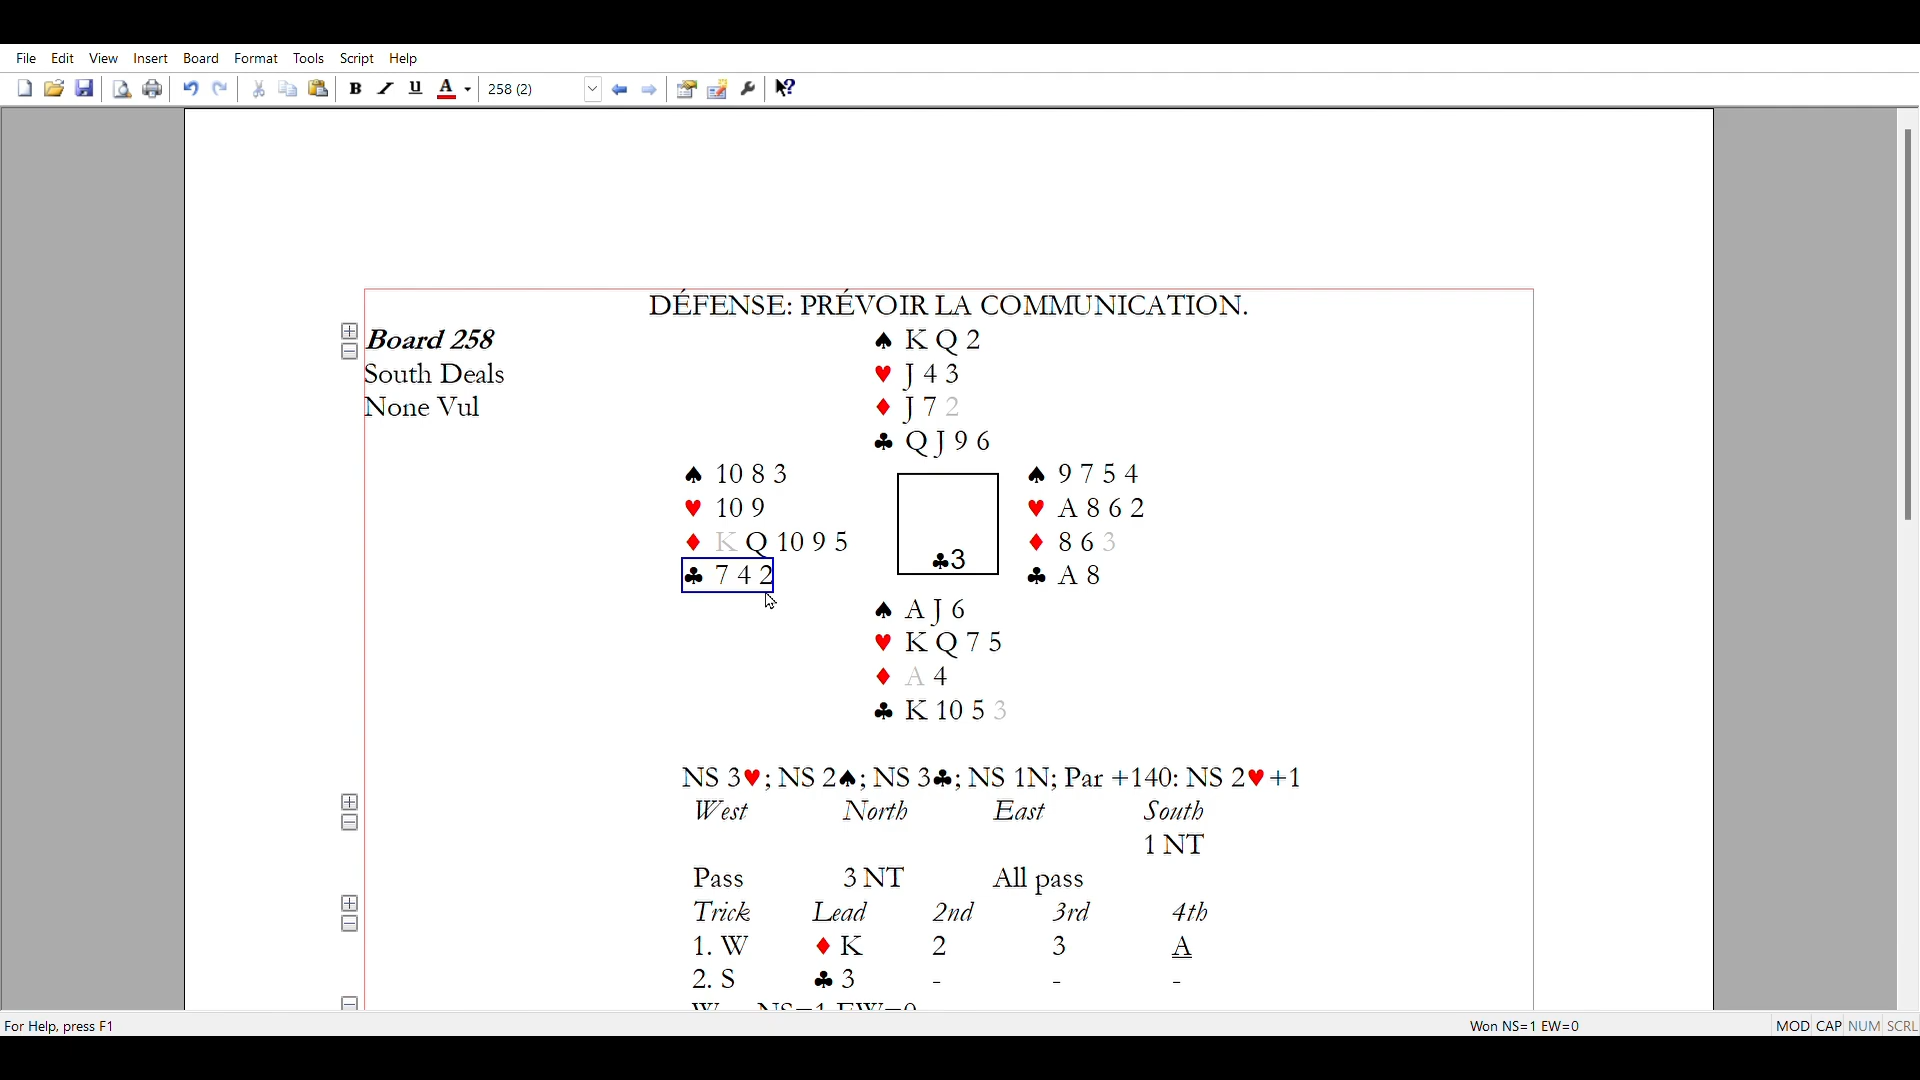 File Edit View Insert Board Format Tools Script Help
B I U A 258 (2)
DÉFENSE: PRÉVOIR LA COMMUNICATION.
Board 258
South Deals
None Vul
♠ K Q 2
♥ J 4 3
♦ J 7 2
♣ Q J 9 6
♠ 10 8 3
♥ 10 9
♦ K Q 10 9 5
♣ 7 4 2
♣3
♠ 9 7 5 4
♥ A 8 6 2
♦ 8 6 3
♣ A 8
♠ A J 6
♥ K Q 7 5
♦ A 4
♣ K 10 5 3
NS 3♥; NS 2♠; NS 3♣; NS 1N; Par +140: NS 2♥+1
West North East South
1 NT
Pass 3 NT All pass
Trick Lead 2nd 3rd 4th
1. W ♦ K 2 3 A
2. S ♣ 3 - - -
For Help, press F1 Won NS=1 EW=0 MOD CAP NUM SCRL